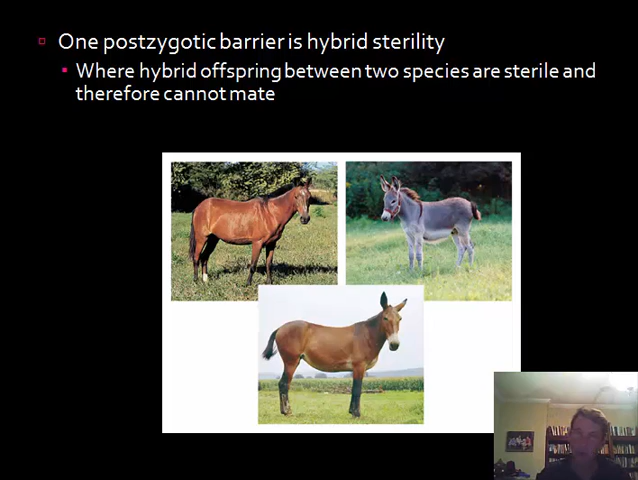 One postzygotic barrier is hybrid sterility
Where hybrid offspring between two species are sterile and
therefore cannot mate